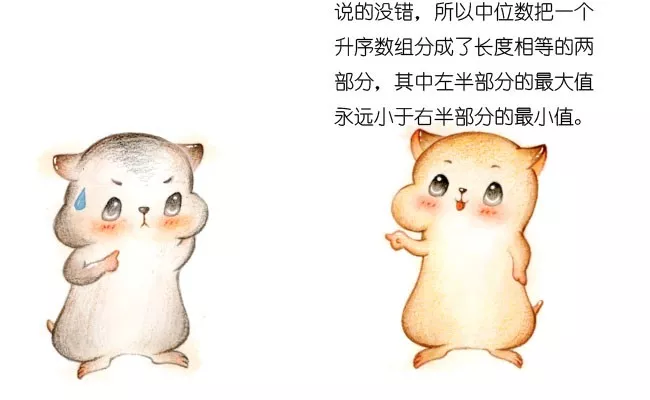 说的没错，所以中位数把一个
升序数组分成了长度相等的两
部分，其中左半部分的最大值
永远小于右半部分的最小值。